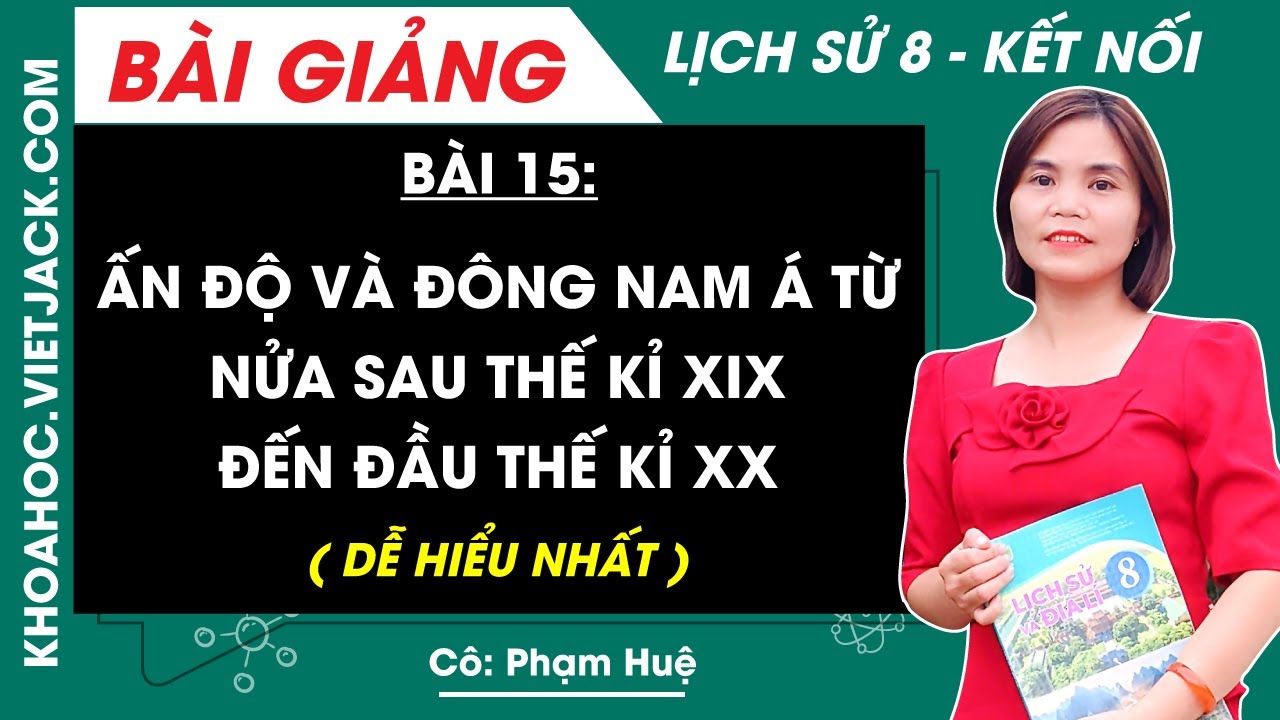 BÀI GIẢNG
LỊCH SỬ 8 - KẾT NỐI
KHOAHOC.VIETJACK.COM
BÀI 15:
ẤN ĐỘ VÀ ĐÔNG NAM Á TỪ
NỬA SAU THẾ KỈ XIX
ĐẾN ĐẦU THẾ KỈ XX
( DỄ HIỂU NHẤT )
Cô: Phạm Huệ
LỊCH SỬ
VÀ ĐỊA LÍ
8